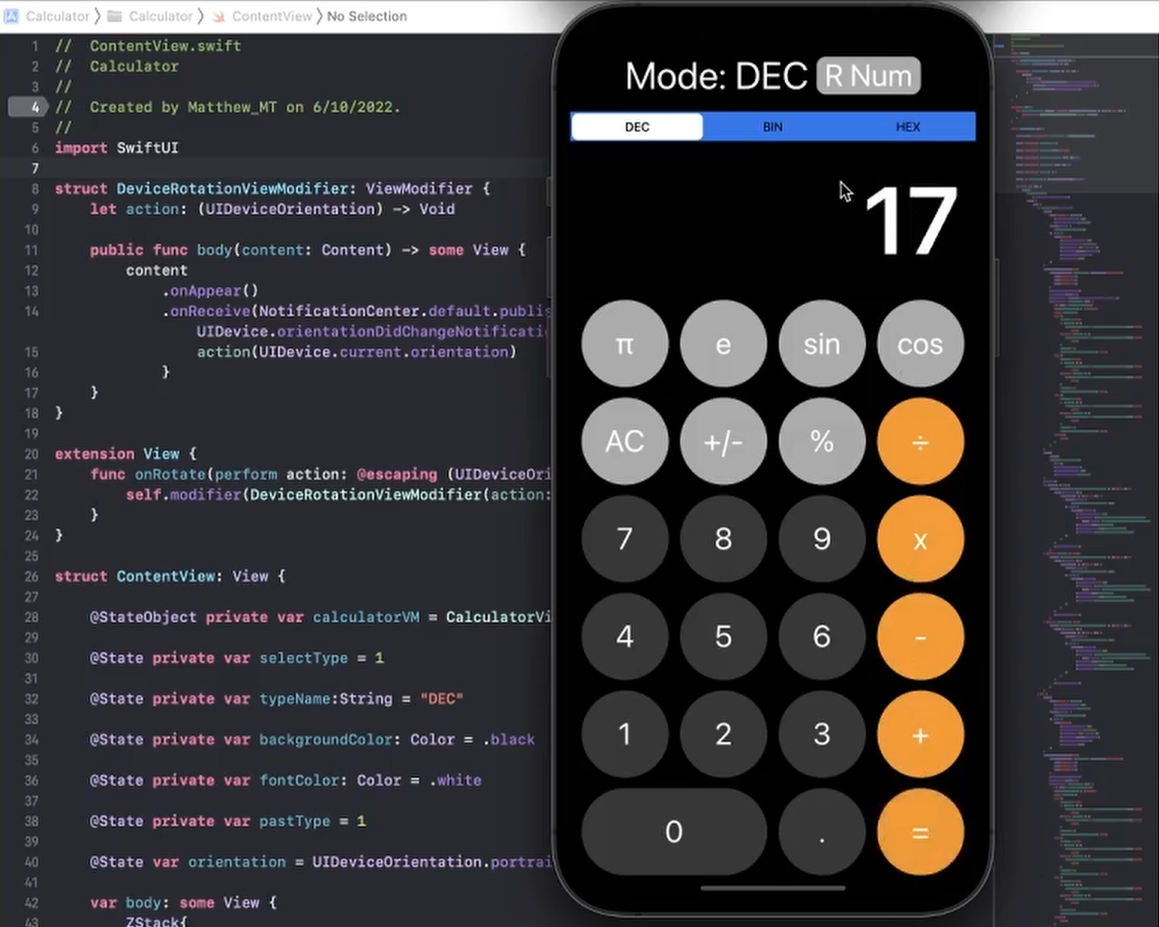 Calculator 〉 Calculator 〉 ContentView 〉 No Selection
1 // ContentView.swift
2 // Calculator
3 //
4 // Created by Matthew_MT on 6/10/2022.
5 //
6 import SwiftUI
7
8 struct DeviceRotationViewModifier: ViewModifier {
9 let action: (UIDeviceOrientation) -> Void
10
11 public func body(content: Content) -> some View {
12 content
13 .onAppear()
14 .onReceive(NotificationCenter.default.publis
UIDevice.orientationDidChangeNotificatio
15 action(UIDevice.current.orientation)
16 }
17 }
18 }
19
20 extension View {
21 func onRotate(perform action: @escaping (UIDeviceOri
22 self.modifier(DeviceRotationViewModifier(action:
23 }
24 }
25
26 struct ContentView: View {
27
28 @StateObject private var calculatorVM = CalculatorVi
29
30 @State private var selectType = 1
31
32 @State private var typeName:String = "DEC"
33
34 @State private var backgroundColor: Color = .black
35
36 @State private var fontColor: Color = .white
37
38 @State private var pastType = 1
39
40 @State var orientation = UIDeviceOrientation.portrai
41
42 var body: some View {
43 ZStack{
Mode: DEC R Num
DEC BIN HEX
17
π e sin cos
AC +/- % ÷
7 8 9 x
4 5 6 -
1 2 3 +
0 . =